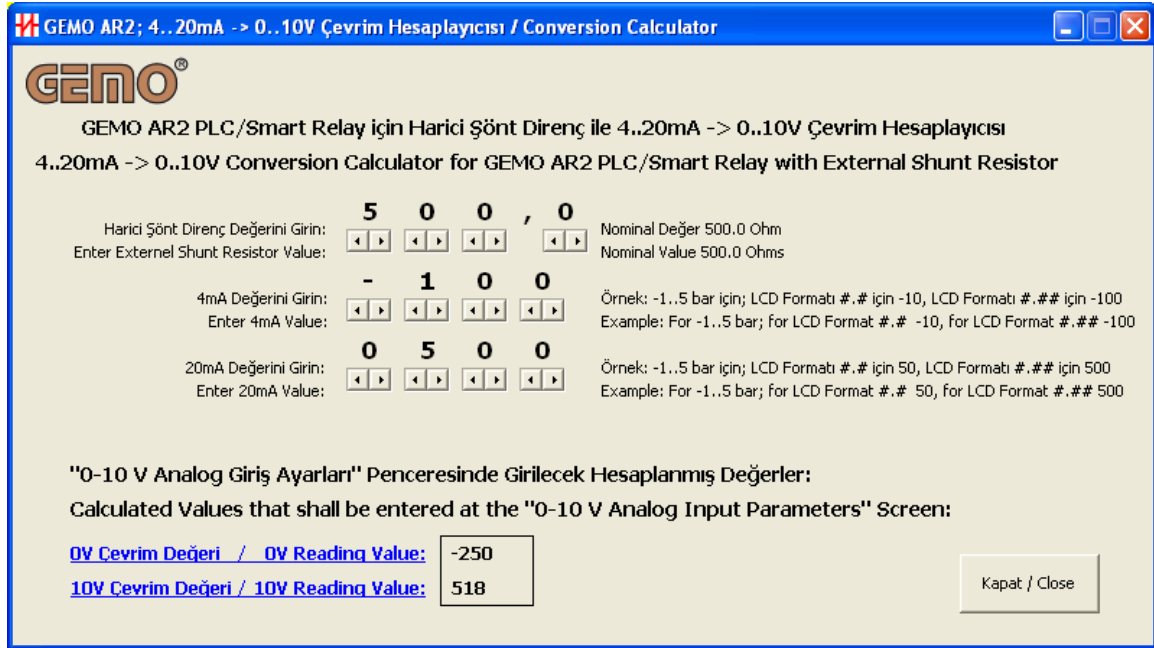 GEMO AR2; 4..20mA -> 0..10V Çevrim Hesaplayıcısı / Conversion Calculator
GEMO®
GEMO AR2 PLC/Smart Relay için Harici Şönt Direnç ile 4..20mA -> 0..10V Çevrim Hesaplayıcısı
4..20mA -> 0..10V Conversion Calculator for GEMO AR2 PLC/Smart Relay with External Shunt Resistor
5 0 0 , 0
Harici Şönt Direnç Değerini Girin: Nominal Değer 500.0 Ohm
Enter Externel Shunt Resistor Value: Nominal Value 500.0 Ohms
- 1 0 0
4mA Değerini Girin: Örnek: -1..5 bar için; LCD Formatı #.# için -10, LCD Formatı #.## için -100
Enter 4mA Value: Example: For -1..5 bar; for LCD Format #.# -10, for LCD Format #.## -100
0 5 0 0
20mA Değerini Girin: Örnek: -1..5 bar için; LCD Formatı #.# için 50, LCD Formatı #.## için 500
Enter 20mA Value: Example: For -1..5 bar; for LCD Format #.# 50, for LCD Format #.## 500
"0-10 V Analog Giriş Ayarları" Penceresinde Girilecek Hesaplanmış Değerler:
Calculated Values that shall be entered at the "0-10 V Analog Input Parameters" Screen:
0V Çevrim Değeri / 0V Reading Value: -250
10V Çevrim Değeri / 10V Reading Value: 518
Kapat / Close